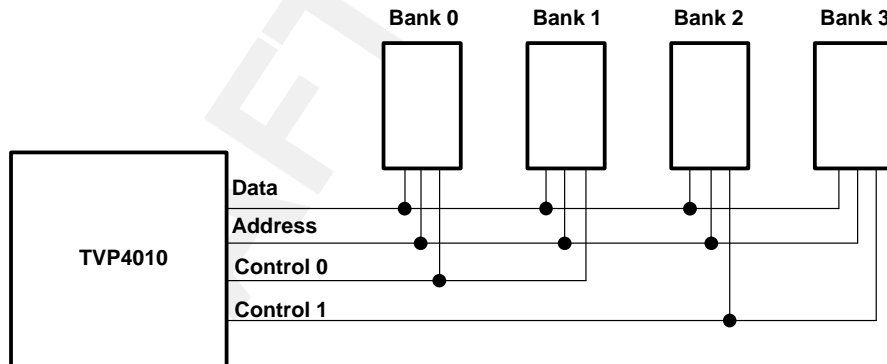 Bank 0
Bank 1
Bank 2
Bank 3
Data
Address
TVP4010
Control 0
Control 1